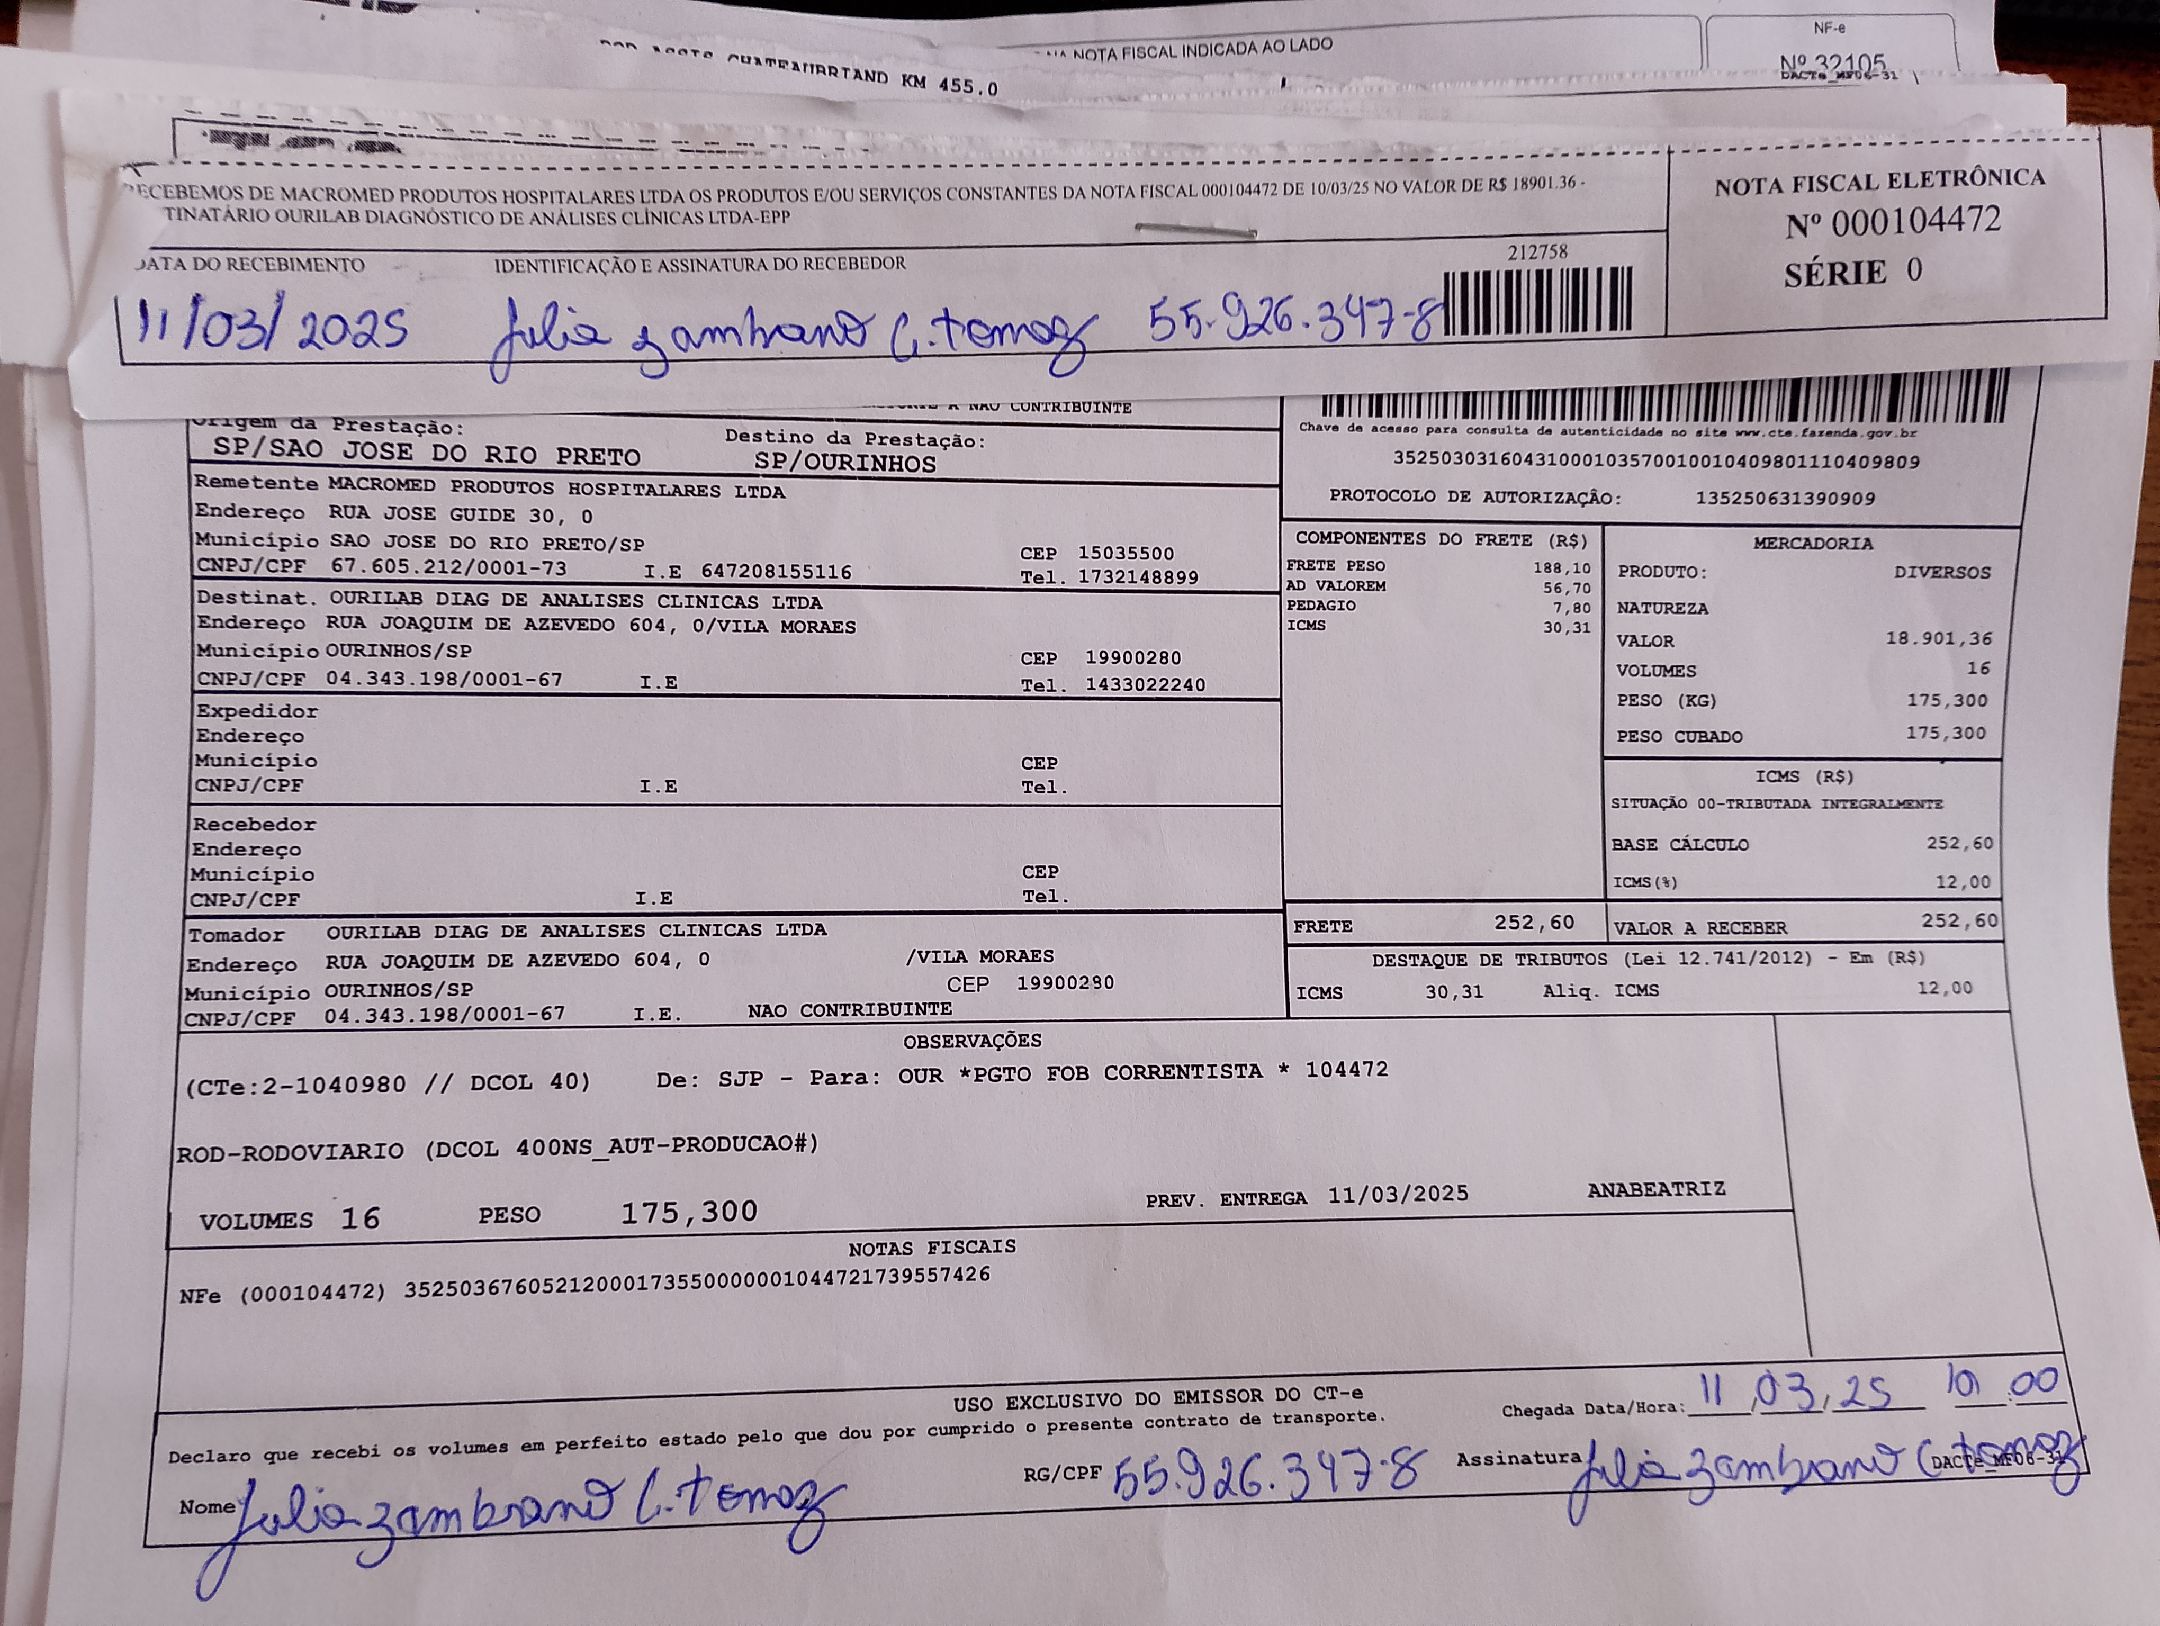 CHATEAUBRIAND KM 455.0
NOTA FISCAL INDICADA AO LADO
NF-e
Nº 32105
DACTe_MF06-31
ECEBEMOS DE MACROMED PRODUTOS HOSPITALARES LTDA OS PRODUTOS E/OU SERVIÇOS CONSTANTES DA NOTA FISCAL 000104472 DE 10/03/25 NO VALOR DE R$ 18901.36 -
TINATÁRIO OURILAB DIAGNÓSTICO DE ANÁLISES CLÍNICAS LTDA-EPP
NOTA FISCAL ELETRÔNICA
Nº 000104472
SÉRIE 0
DATA DO RECEBIMENTO IDENTIFICAÇÃO E ASSINATURA DO RECEBEDOR
212758
11/03/2025 Julia zambrano C. tomaz 55.926.347-8
A NAO CONTRIBUINTE
Origem da Prestação: Destino da Prestação:
SP/SAO JOSE DO RIO PRETO SP/OURINHOS
Chave de acesso para consulta de autenticidade no site www.cte.fazenda.gov.br
35250303160431000103570010010409801110409809
PROTOCOLO DE AUTORIZAÇÃO: 135250631390909
Remetente MACROMED PRODUTOS HOSPITALARES LTDA
Endereço RUA JOSE GUIDE 30, 0
Município SAO JOSE DO RIO PRETO/SP CEP 15035500
CNPJ/CPF 67.605.212/0001-73 I.E 647208155116 Tel. 1732148899
Destinat. OURILAB DIAG DE ANALISES CLINICAS LTDA
Endereço RUA JOAQUIM DE AZEVEDO 604, 0/VILA MORAES
Município OURINHOS/SP CEP 19900280
CNPJ/CPF 04.343.198/0001-67 I.E Tel. 1433022240
Expedidor
Endereço
Município CEP
CNPJ/CPF I.E Tel.
Recebedor
Endereço
Município CEP
CNPJ/CPF I.E Tel.
Tomador OURILAB DIAG DE ANALISES CLINICAS LTDA
Endereço RUA JOAQUIM DE AZEVEDO 604, 0 /VILA MORAES
Município OURINHOS/SP CEP 19900280
CNPJ/CPF 04.343.198/0001-67 I.E. NAO CONTRIBUINTE
COMPONENTES DO FRETE (R$)
FRETE PESO 188,10
AD VALOREM 56,70
PEDAGIO 7,80
ICMS 30,31
MERCADORIA
PRODUTO: DIVERSOS
NATUREZA
VALOR 18.901,36
VOLUMES 16
PESO (KG) 175,300
PESO CUBADO 175,300
ICMS (R$)
SITUAÇÃO 00-TRIBUTADA INTEGRALMENTE
BASE CÁLCULO 252,60
ICMS(%) 12,00
FRETE 252,60 VALOR A RECEBER 252,60
DESTAQUE DE TRIBUTOS (Lei 12.741/2012) - Em (R$)
ICMS 30,31 Aliq. ICMS 12,00
OBSERVAÇÕES
(CTe:2-1040980 // DCOL 40) De: SJP - Para: OUR *PGTO FOB CORRENTISTA * 104472
ROD-RODOVIARIO (DCOL 400NS_AUT-PRODUCAO#)
VOLUMES 16 PESO 175,300 PREV. ENTREGA 11/03/2025 ANABEATRIZ
NOTAS FISCAIS
NFe (000104472) 35250367605212000173550000001044721739557426
USO EXCLUSIVO DO EMISSOR DO CT-e
Declaro que recebi os volumes em perfeito estado pelo que dou por cumprido o presente contrato de transporte.
Chegada Data/Hora: 11,03,25 10:00
Nome Julia zambrano C. tomaz RG/CPF 55.926.347-8 Assinatura Julia zambrano C. tomaz
DACTe_MF06-31